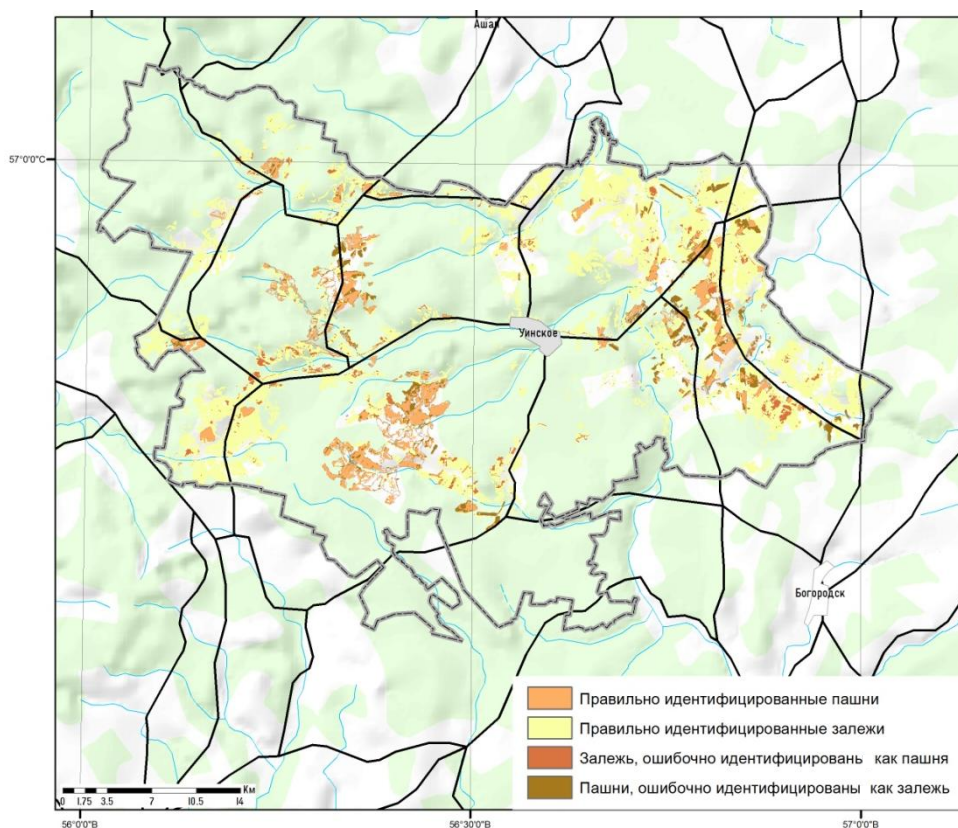 Ашап
57°0'0"С
Уинское
Богородск
Правильно идентифицированные пашни
Правильно идентифицированные залежи
Залежь, ошибочно идентифицировань как пашня
Пашни, ошибочно идентифицированы как залежь
Км
0 1.75 3.5 7 10.5 14
56°0'0"В 56°30'0"В 57°0'0"В